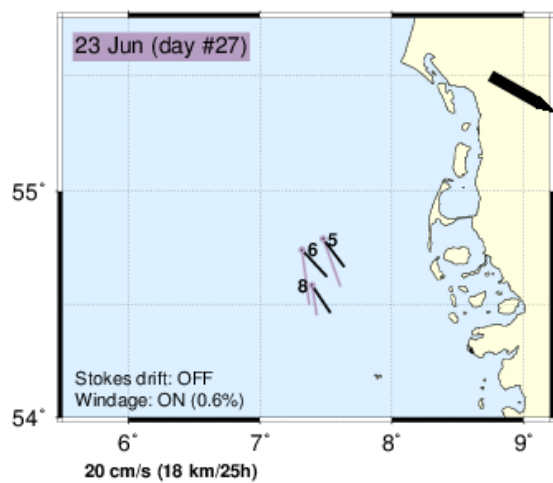 23 Jun (day #27)
55°
5
6
8
Stokes drift: OFF
Windage: ON (0.6%)
54°
6° 7° 8° 9°
20 cm/s (18 km/25h)